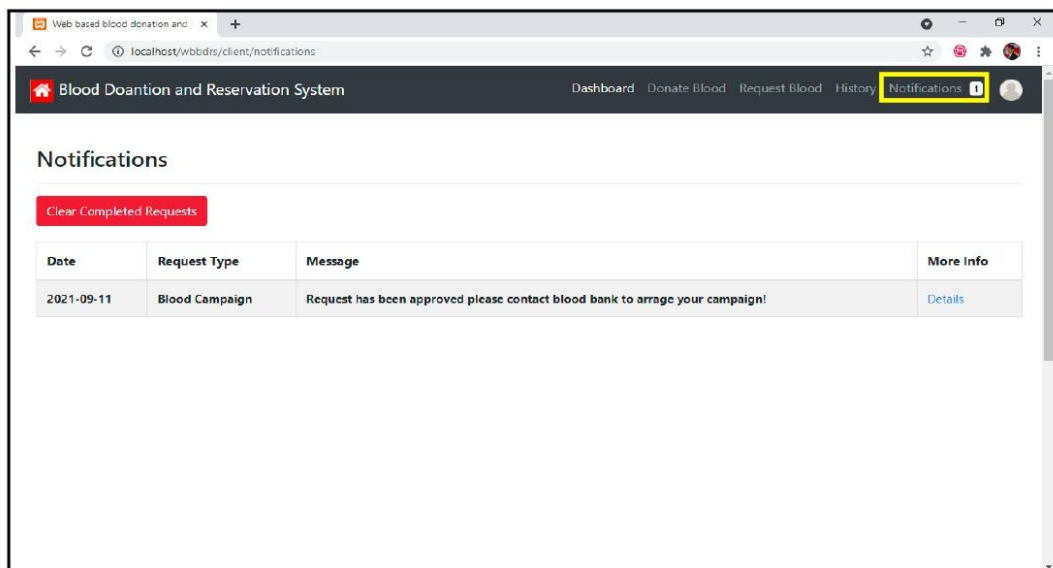 Web based blood donation and
localhost/wbbdrs/client/notifications
Blood Doantion and Reservation System
Dashboard Donate Blood Request Blood History Notifications 1
Notifications
Clear Completed Requests
Date Request Type Message More Info
2021-09-11 Blood Campaign Request has been approved please contact blood bank to arrage your campaign! Details